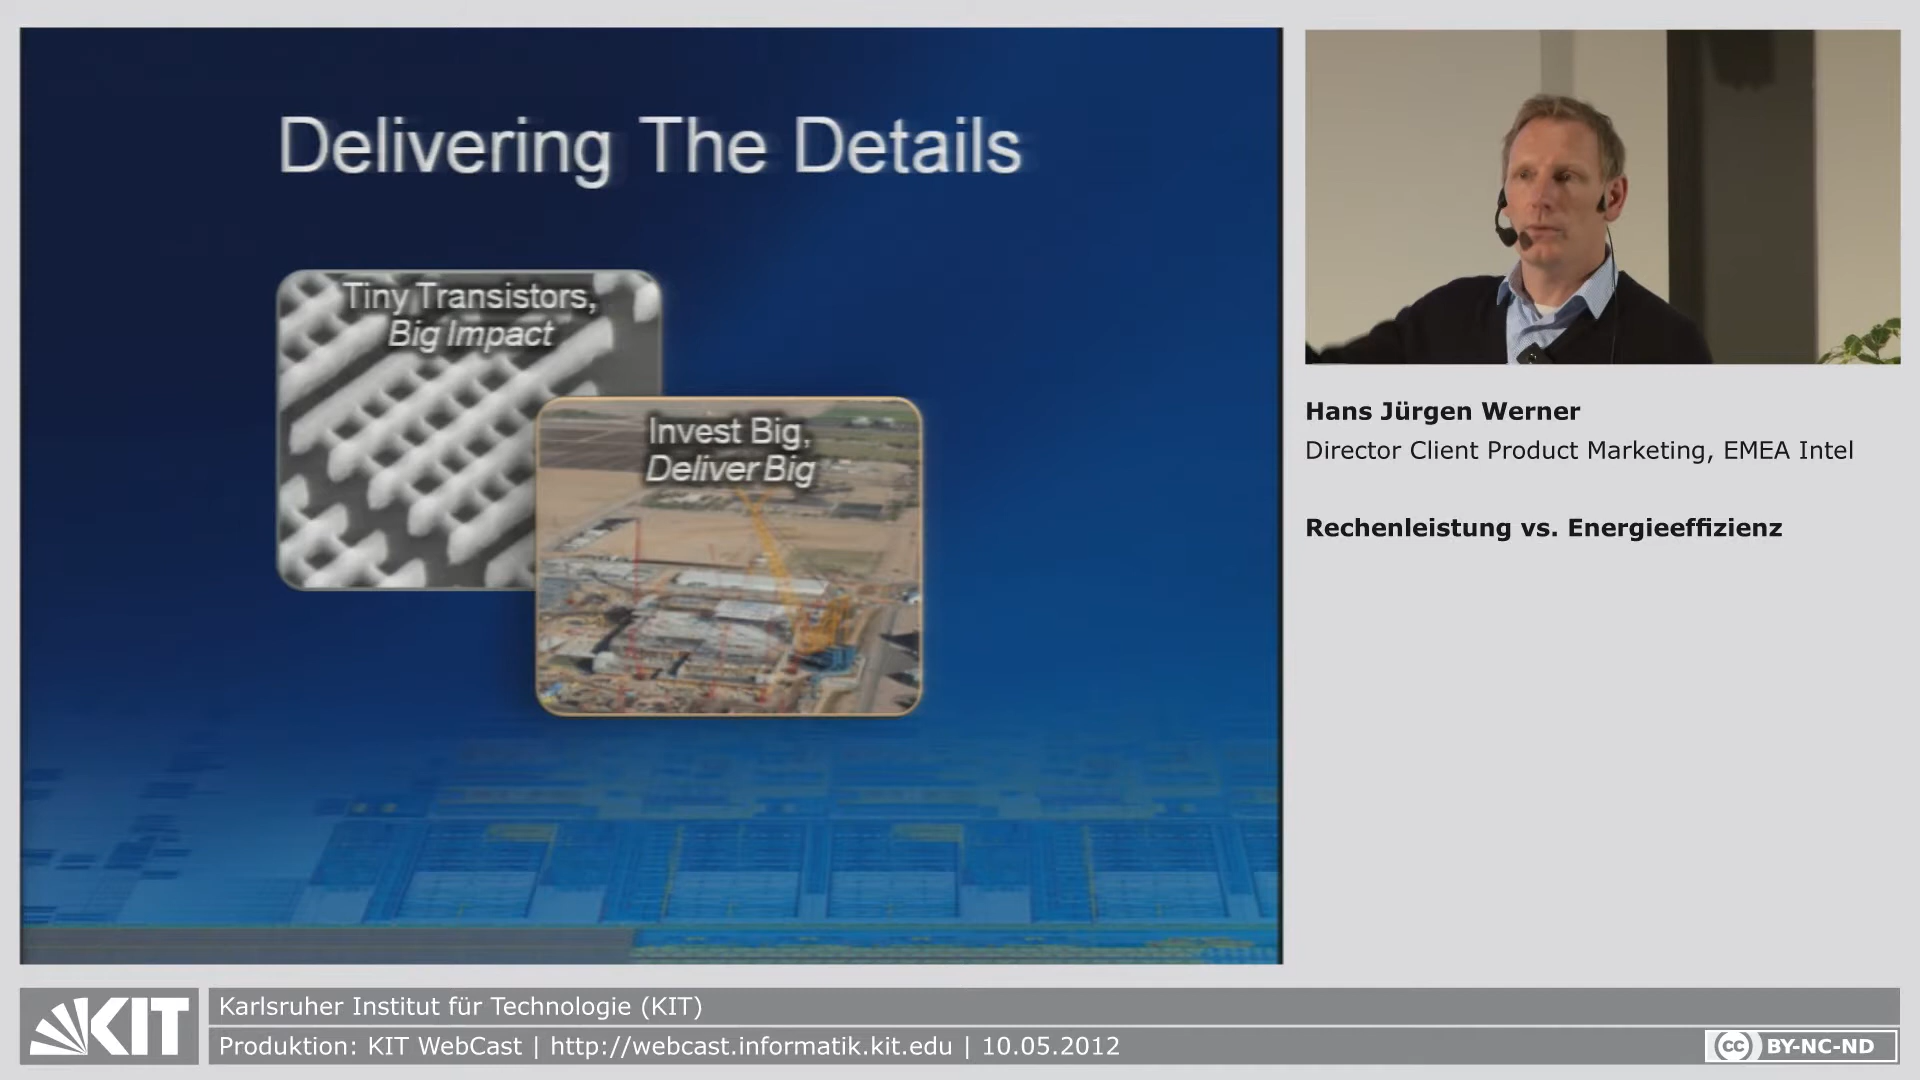 Delivering The Details
Tiny Transistors,
Big Impact
Invest Big,
Deliver Big
Hans Jürgen Werner
Director Client Product Marketing, EMEA Intel
Rechenleistung vs. Energieeffizienz
KIT
Karlsruher Institut für Technologie (KIT)
Produktion: KIT WebCast | http://webcast.informatik.kit.edu | 10.05.2012
cc BY-NC-ND